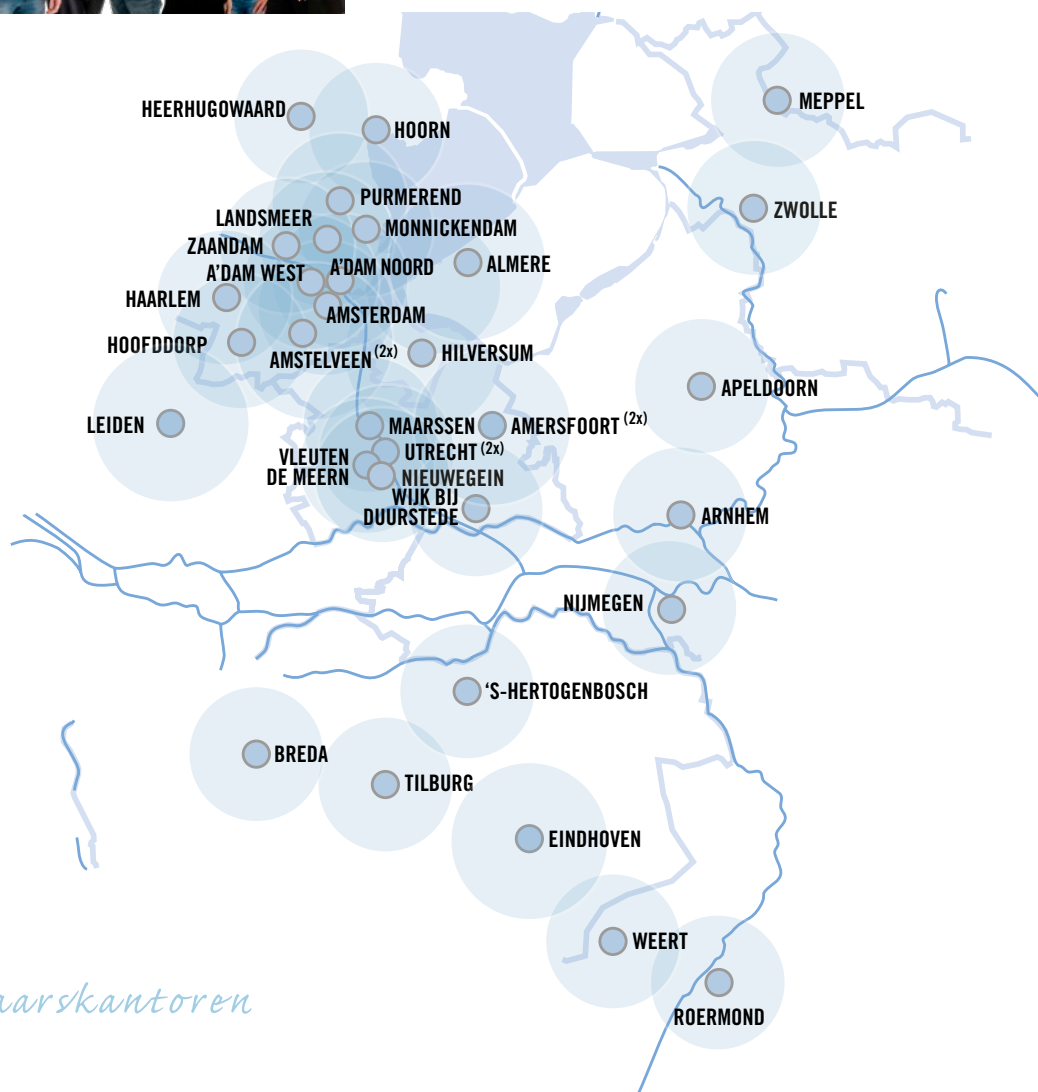 HEERHUGOWAARD
HOORN
MEPPEL
PURMEREND
ZWOLLE
LANDSMEER
MONNICKENDAM
ZAANDAM
A'DAM WEST
A'DAM NOORD
ALMERE
HAARLEM
AMSTERDAM
HOOFDDORP
AMSTELVEEN (2x)
HILVERSUM
APELDOORN
LEIDEN
MAARSSEN
AMERSFOORT (2x)
UTRECHT (2x)
VLEUTEN
DE MEERN
NIEUWEGEIN
WIJK BIJ
DUURSTEDE
ARNHEM
NIJMEGEN
‘S-HERTOGENBOSCH
BREDA
TILBURG
EINDHOVEN
WEERT
ROERMOND
aarskantoren